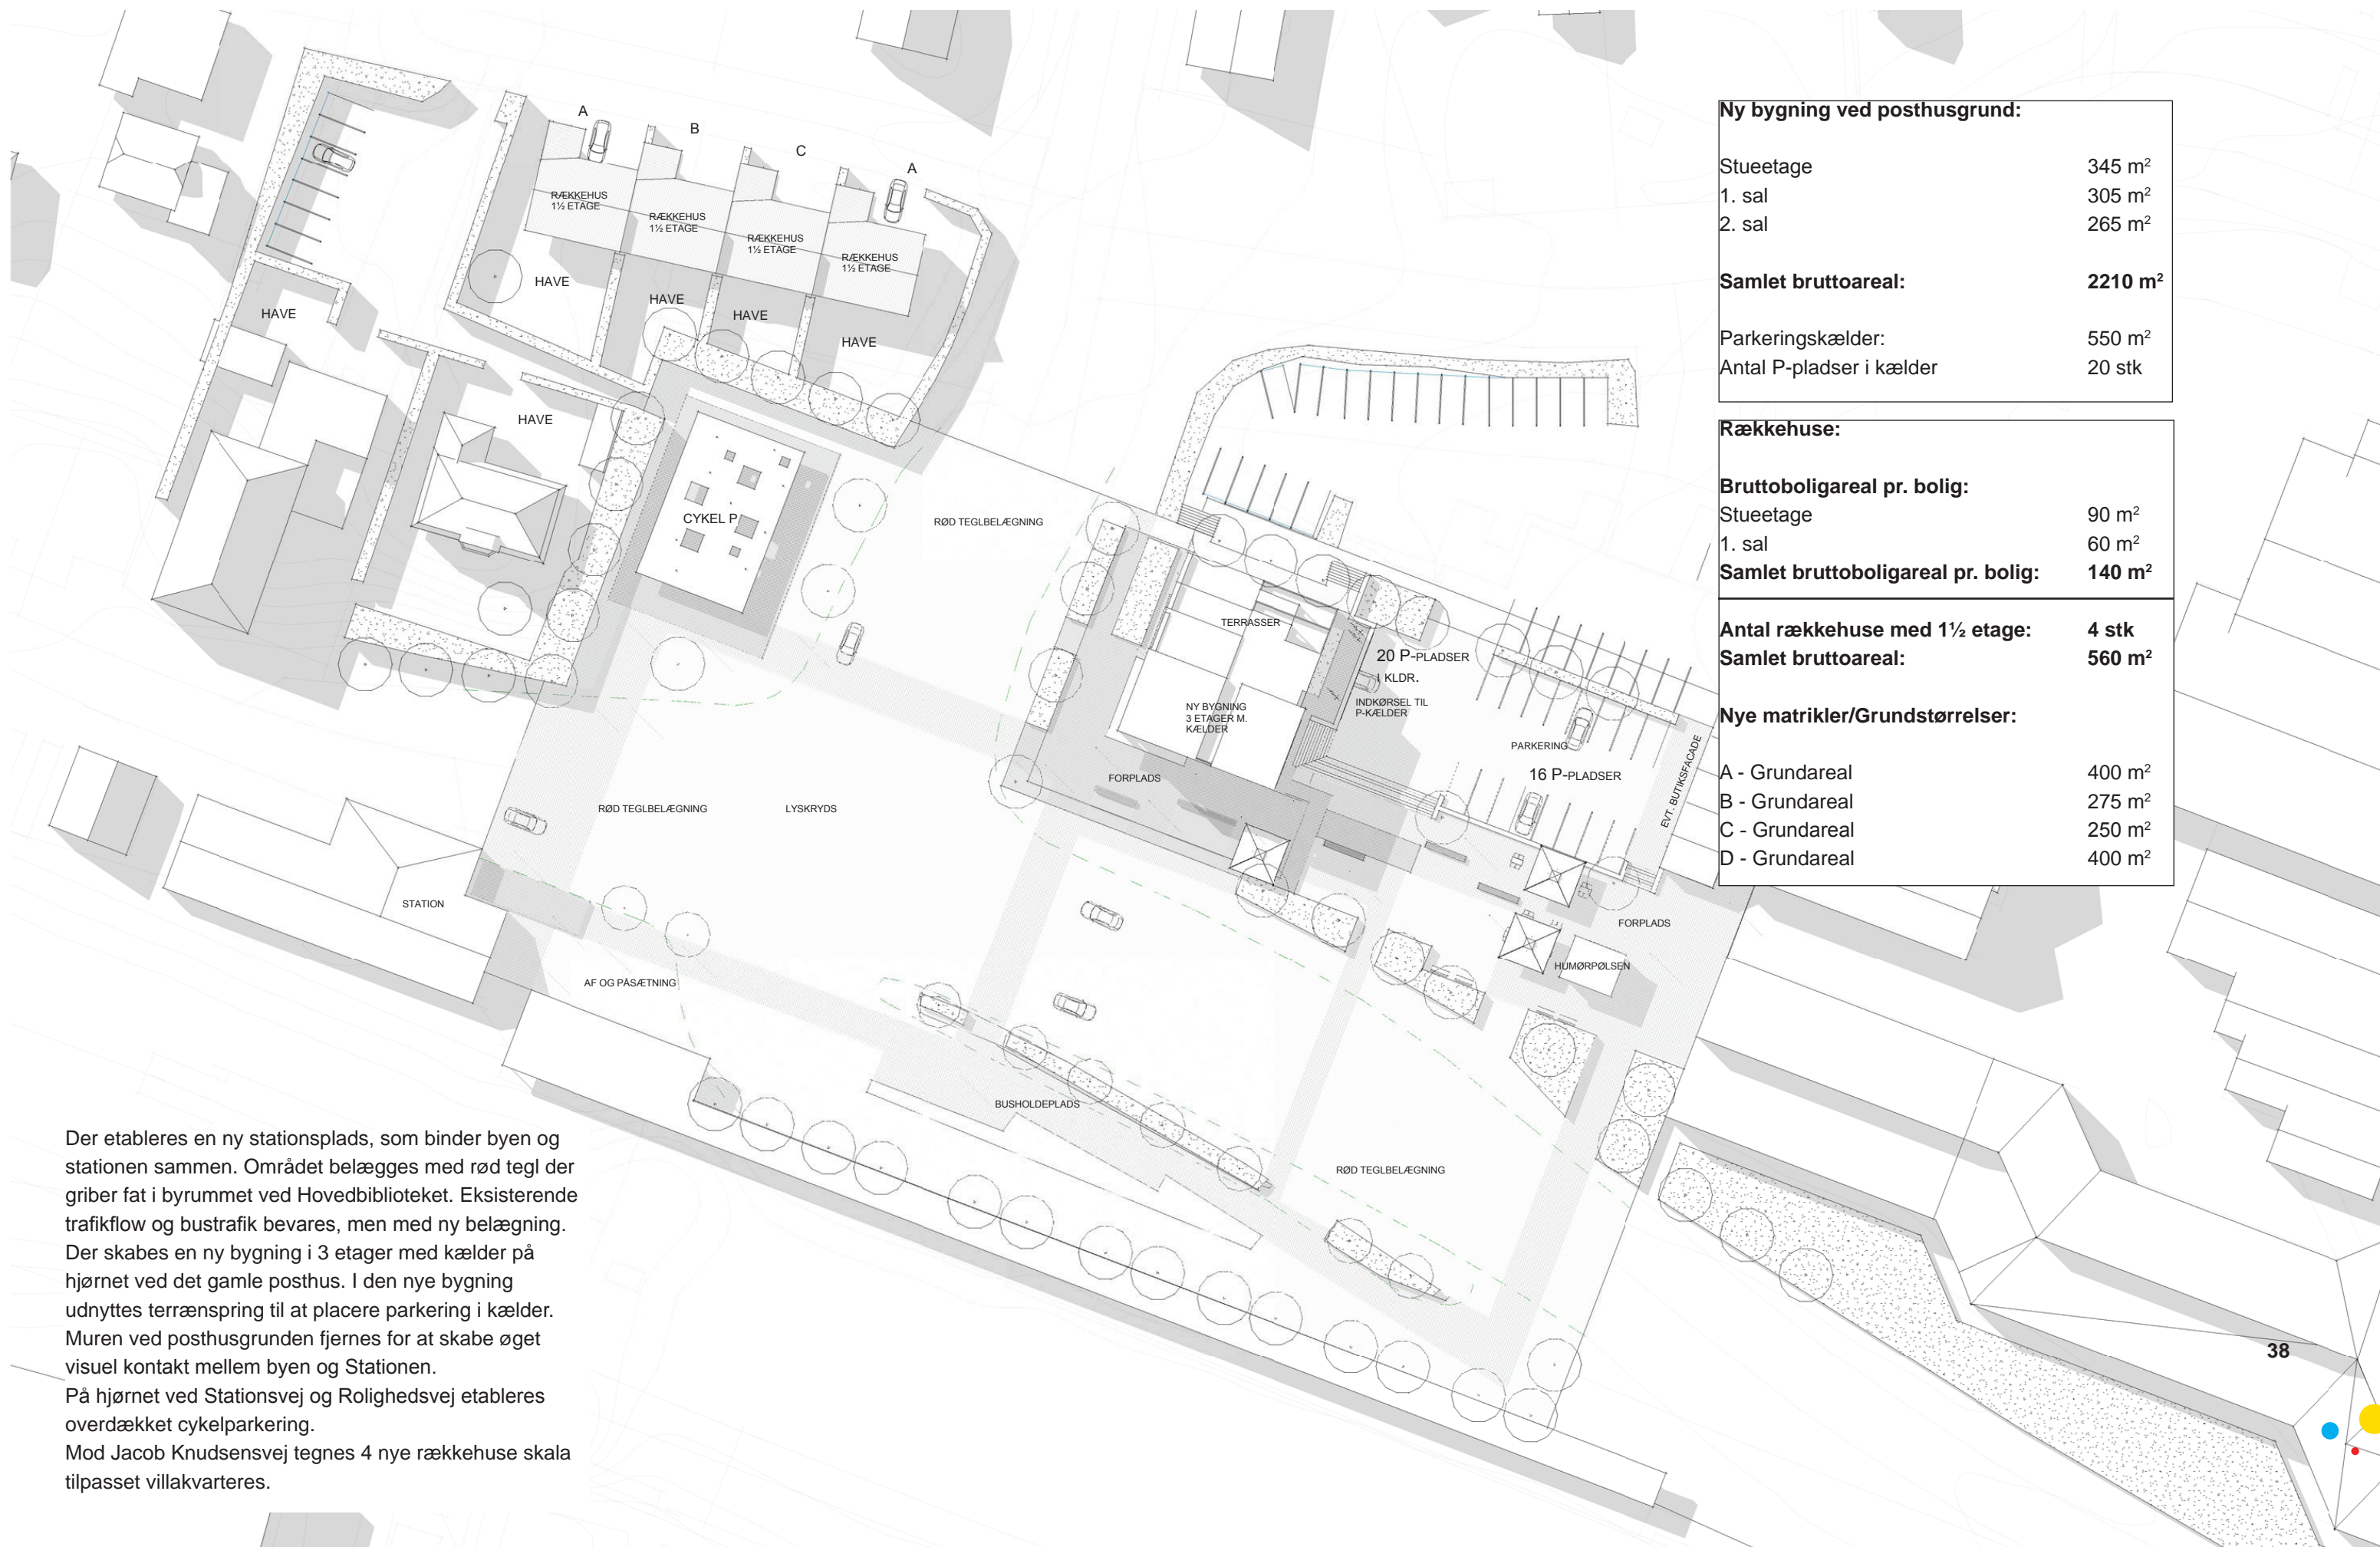 A
B
C
A
RÆKKEHUS
1½ ETAGE
RÆKKEHUS
1½ ETAGE
RÆKKEHUS
1½ ETAGE
RÆKKEHUS
1½ ETAGE
HAVE
HAVE
HAVE
HAVE
HAVE
HAVE
CYKEL P
RØD TEGLBELÆGNING
TERRASSER
20 P-PLADSER
I KLDR.
INDKØRSEL TIL
P-KÆLDER
NY BYGNING
3 ETAGER M.
KÆLDER
PARKERING
16 P-PLADSER
EVT. BUTIKSFACADE
FORPLADS
RØD TEGLBELÆGNING
LYSKRYDS
STATION
FORPLADS
HUMØRPØLSEN
AF OG PÅSÆTNING
BUSHOLDEPLADS
RØD TEGLBELÆGNING
Ny bygning ved posthusgrund:
Stueetage 345 m²
1. sal 305 m²
2. sal 265 m²
Samlet bruttoareal: 2210 m²
Parkeringskælder: 550 m²
Antal P-pladser i kælder 20 stk
Rækkehuse:
Bruttoboligareal pr. bolig:
Stueetage 90 m²
1. sal 60 m²
Samlet bruttoboligareal pr. bolig: 140 m²
Antal rækkehuse med 1½ etage: 4 stk
Samlet bruttoareal: 560 m²
Nye matrikler/Grundstørrelser:
A - Grundareal 400 m²
B - Grundareal 275 m²
C - Grundareal 250 m²
D - Grundareal 400 m²
Der etableres en ny stationsplads, som binder byen og
stationen sammen. Området belægges med rød tegl der
griber fat i byrummet ved Hovedbiblioteket. Eksisterende
trafikflow og bustrafik bevares, men med ny belægning.
Der skabes en ny bygning i 3 etager med kælder på
hjørnet ved det gamle posthus. I den nye bygning
udnyttes terrænspring til at placere parkering i kælder.
Muren ved posthusgrunden fjernes for at skabe øget
visuel kontakt mellem byen og Stationen.
På hjørnet ved Stationsvej og Rolighedsvej etableres
overdækket cykelparkering.
Mod Jacob Knudsensvej tegnes 4 nye rækkehuse skala
tilpasset villakvarteres.
38